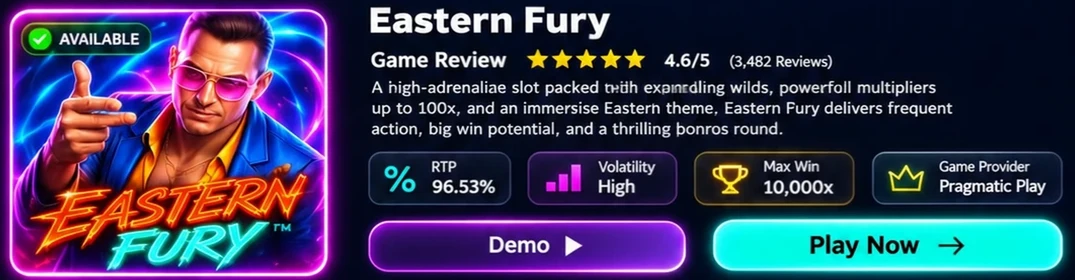 AVAILABLE
EASTERN
FURY™
Eastern Fury
Game Review 4.6/5 (3,482 Reviews)
A high-adrenaliae slot packed with expmdling wilds, powerfoll multipliers
up to 100x, and an immersise Eastern theme, Eastern Fury delivers frequent
action, big win potential, and a thrilling bonros round.
RTP
96.53%
Volatility
High
Max Win
10,000x
Game Provider
Pragmatic Play
Demo
Play Now